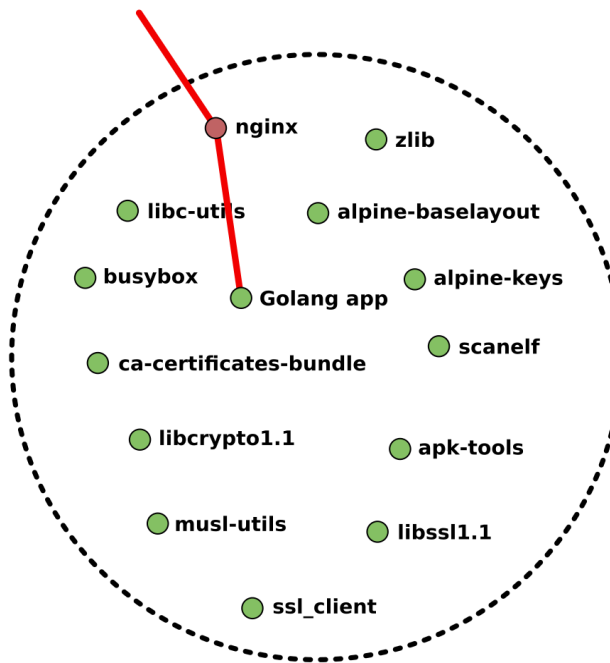 nginx
zlib
libc-utils
alpine-baselayout
busybox
alpine-keys
Golang app
scanelf
ca-certificates-bundle
libcrypto1.1
apk-tools
musl-utils
libssl1.1
ssl_client